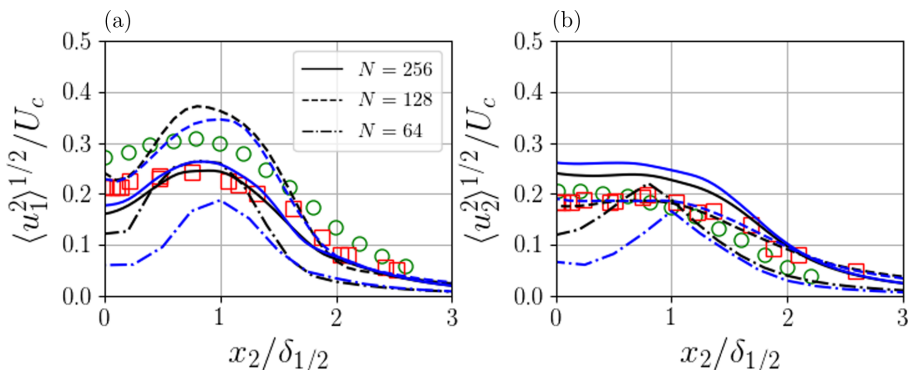 (a)
0.5
0.4
0.3
0.2
0.1
0.0
0 1 2 3
⟨u₁²⟩^{1/2}/U_c
x₂/δ_{1/2}
N = 256
N = 128
N = 64
(b)
0.5
0.4
0.3
0.2
0.1
0.0
0 1 2 3
⟨u₂²⟩^{1/2}/U_c
x₂/δ_{1/2}